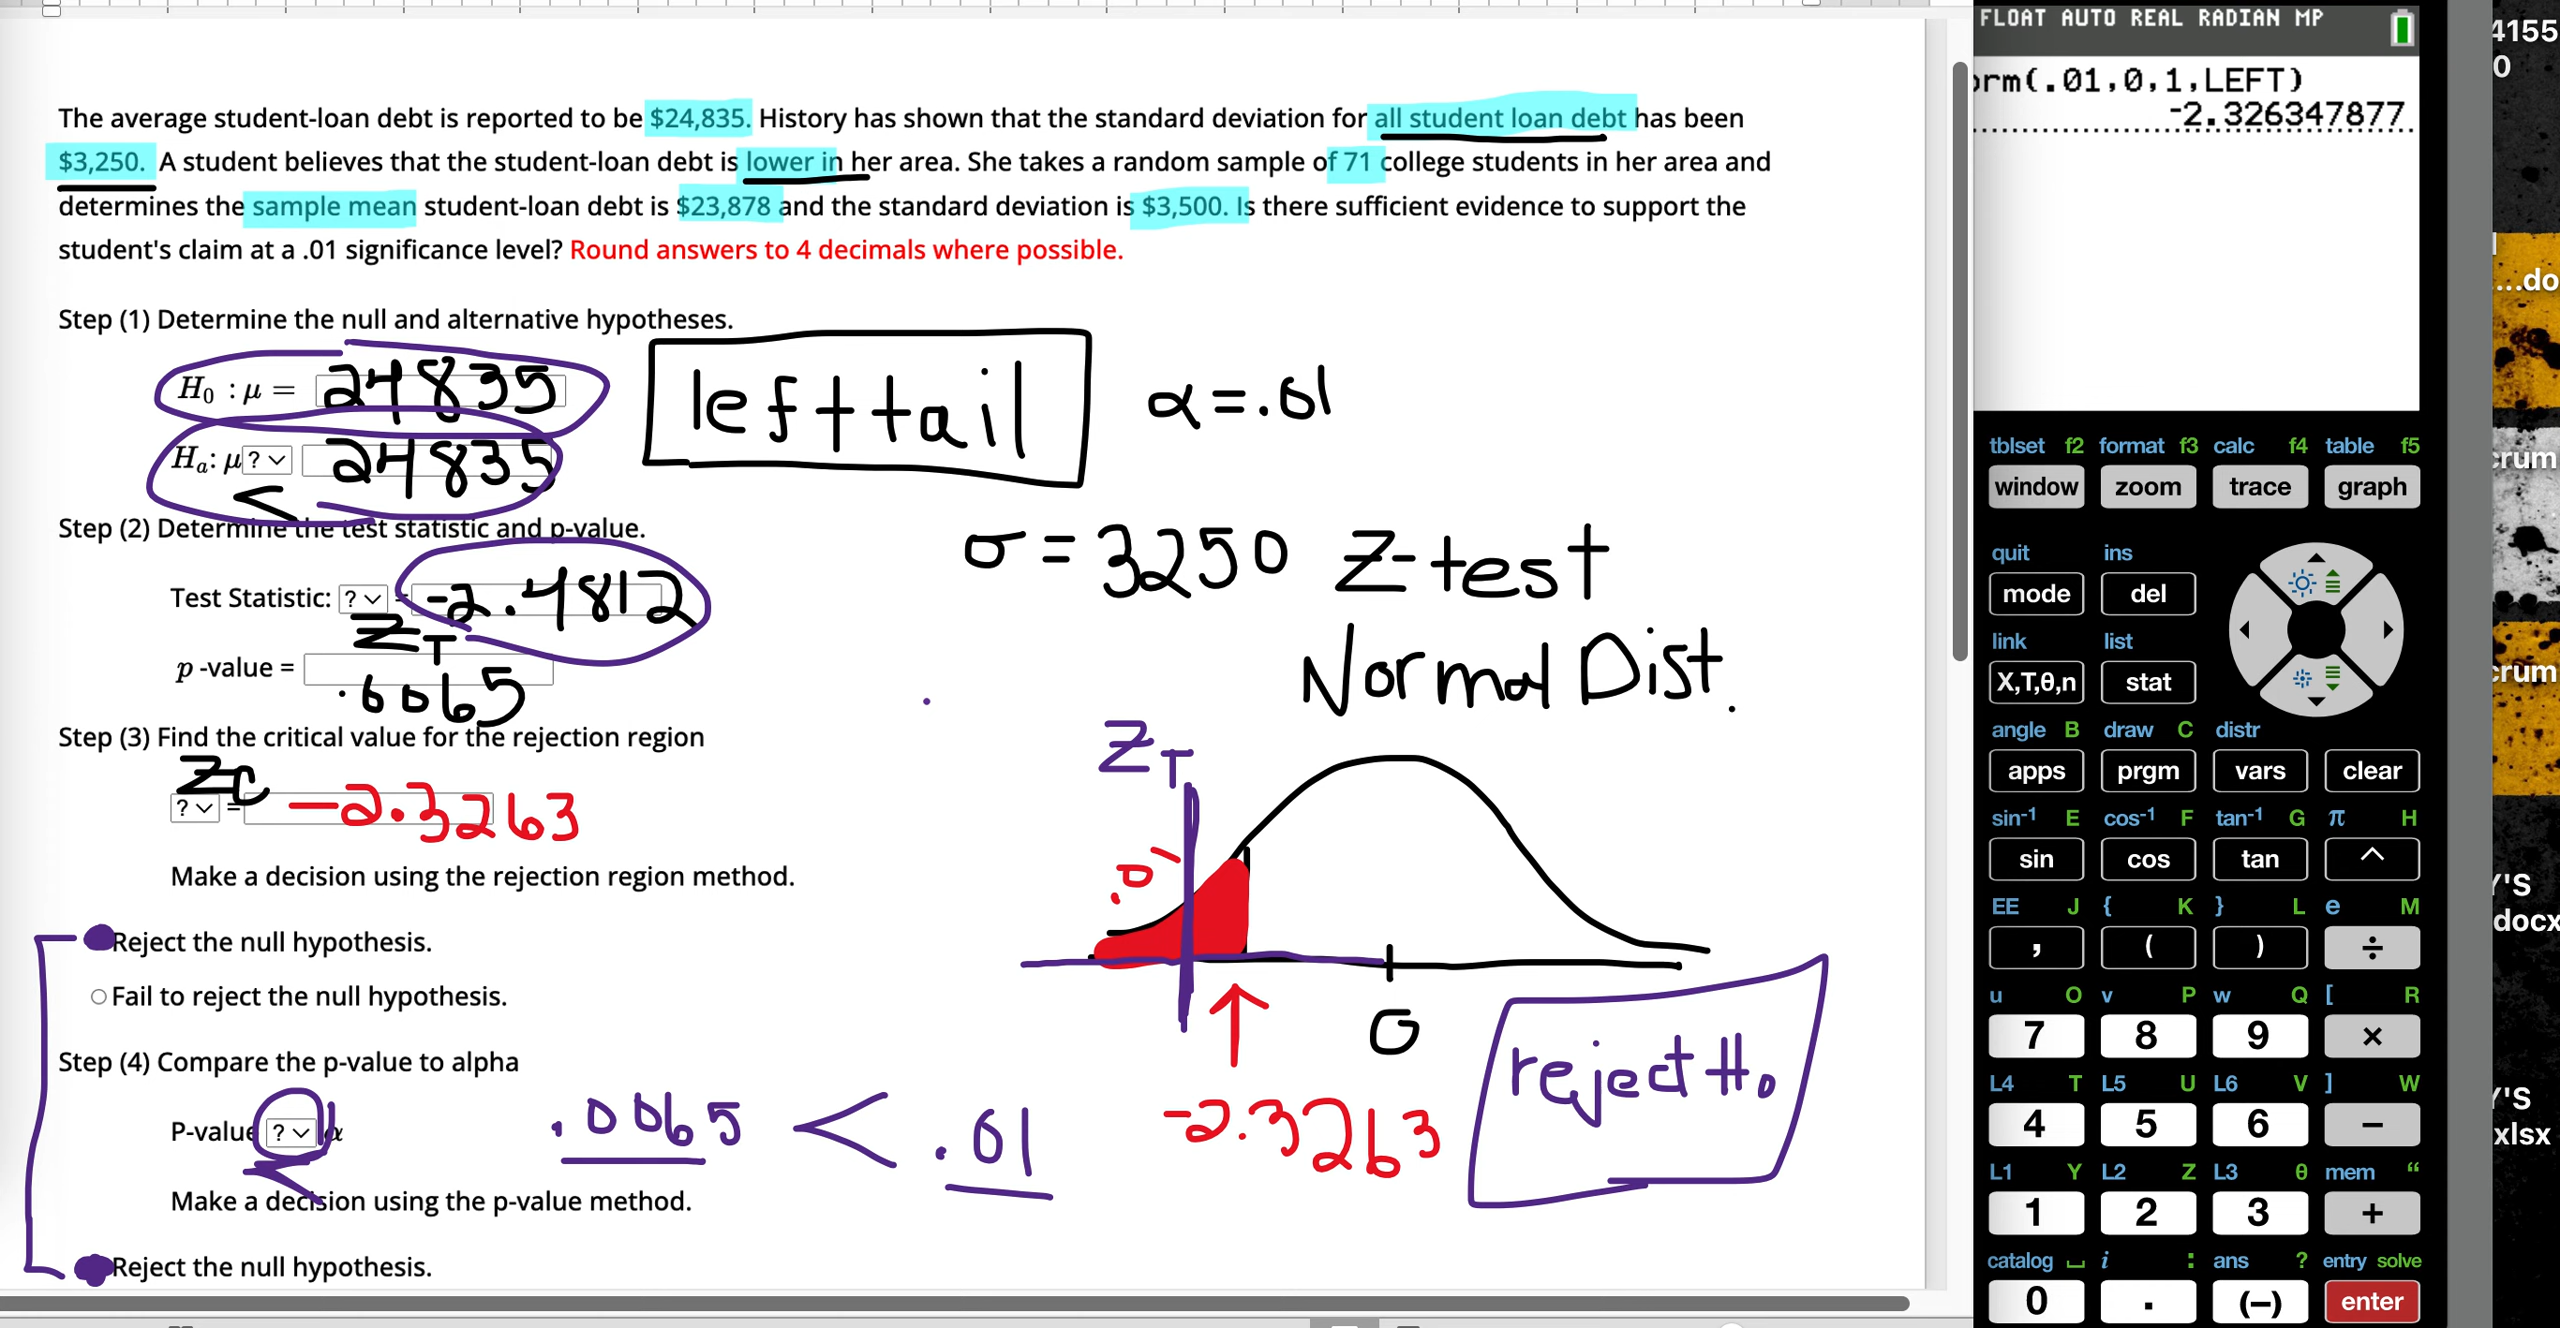 The average student-loan debt is reported to be $24,835. History has shown that the standard deviation for all student loan debt has been
$3,250. A student believes that the student-loan debt is lower in her area. She takes a random sample of 71 college students in her area and
determines the sample mean student-loan debt is $23,878 and the standard deviation is $3,500. Is there sufficient evidence to support the
student's claim at a .01 significance level? Round answers to 4 decimals where possible.
Step (1) Determine the null and alternative hypotheses.
H0 : μ = 24835
left tail
α = .01
Ha: μ ? 24835
<
Step (2) Determine the test statistic and p-value.
σ = 3250 Z-test
Test Statistic: ? = -2.4812
ZT
Normal Dist.
p -value =
.0065
Step (3) Find the critical value for the rejection region
ZC
? = -2.3263
ZT
.01
Make a decision using the rejection region method.
Reject the null hypothesis.
Fail to reject the null hypothesis.
0
-2.3263
reject H0
Step (4) Compare the p-value to alpha
P-value ? α
<
.0065 < .01
Make a decision using the p-value method.
Reject the null hypothesis.
FLOAT AUTO REAL RADIAN MP
orm(.01,0,1,LEFT)
-2.326347877
tblset f2 format f3 calc f4 table f5
window zoom trace graph
quit ins
mode del
link list
X,T,θ,n stat
angle B draw C distr
apps prgm vars clear
sin-1 E cos-1 F tan-1 G π H
sin cos tan ^
EE J { K } L e M
, ( ) ÷
u O v P w Q [ R
7 8 9 ×
L4 T L5 U L6 V ] W
4 5 6 −
L1 Y L2 Z L3 θ mem “
1 2 3 +
catalog i : ans ? entry solve
0 . (−) enter
4155
0
...do
crum
crum
Y'S
docx
Y'S
xlsx